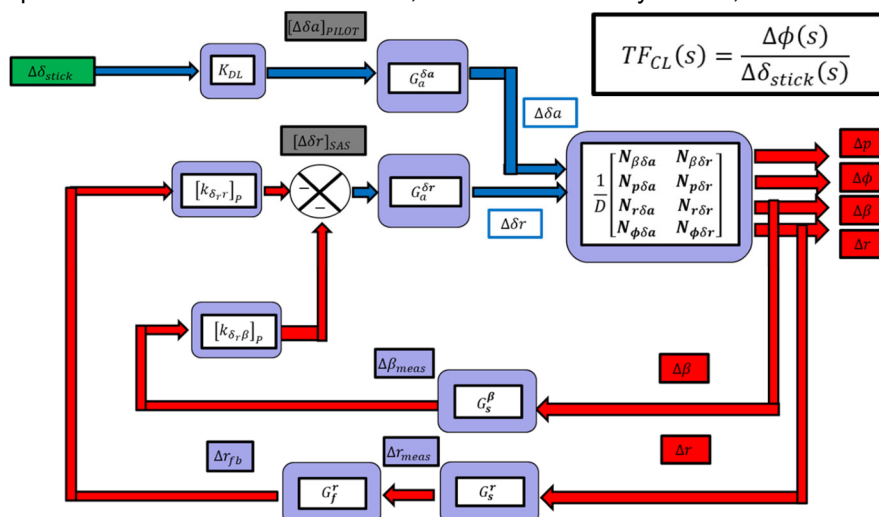 [Δδa]_PILOT
TF_CL(s) = Δϕ(s) / Δδ_stick(s)
Δδ_stick
K_DL
G_a^δa
Δδa
[Δδr]_SAS
Δp
[k_δr r]_P
G_a^δr
1/D [N_βδa N_βδr
N_pδa N_pδr
N_rδa N_rδr
N_ϕδa N_ϕδr]
Δϕ
Δβ
Δr
Δδr
[k_δrβ]_P
Δβ_meas
Δβ
G_s^β
Δr_fb
Δr_meas
Δr
G_f^r
G_s^r